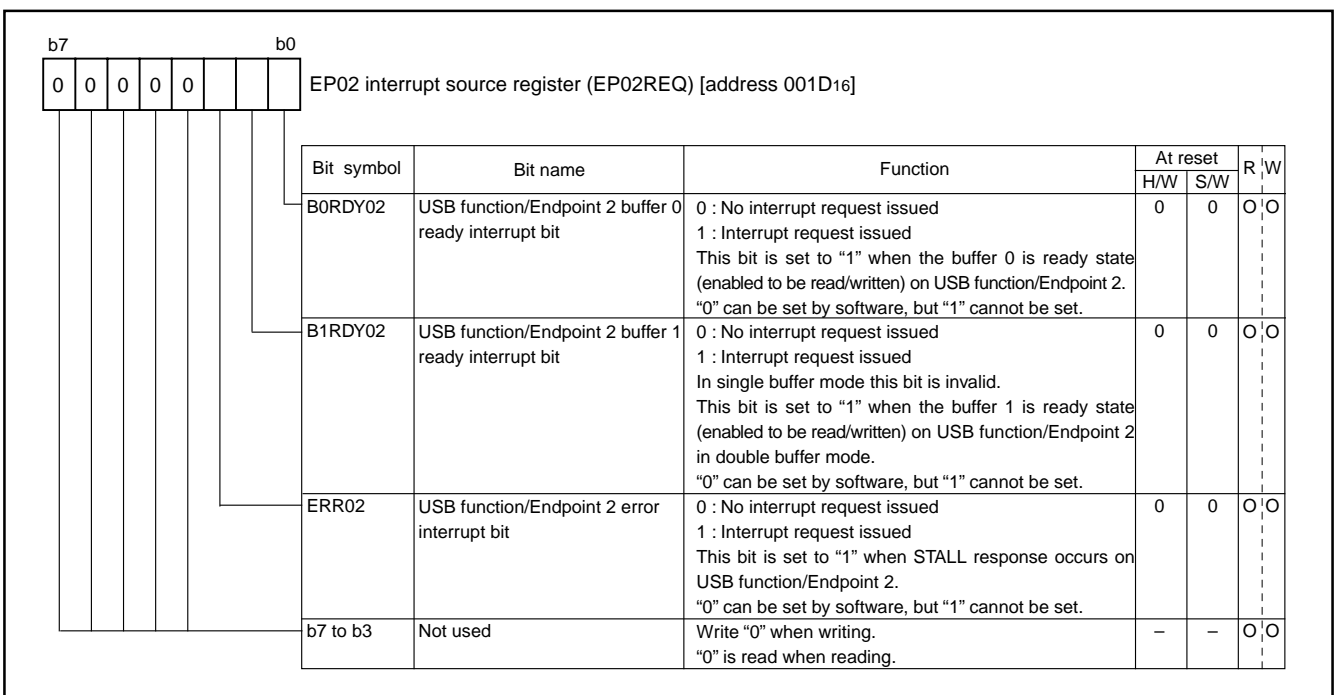 b7 b0
0 0 0 0 0
EP02 interrupt source register (EP02REQ) [address 001D16]
Bit symbol Bit name Function At reset R W
H/W S/W
B0RDY02 USB function/Endpoint 2 buffer 0 0 : No interrupt request issued 0 0 O O
ready interrupt bit 1 : Interrupt request issued
This bit is set to “1” when the buffer 0 is ready state
(enabled to be read/written) on USB function/Endpoint 2.
“0” can be set by software, but “1” cannot be set.
B1RDY02 USB function/Endpoint 2 buffer 1 0 : No interrupt request issued 0 0 O O
ready interrupt bit 1 : Interrupt request issued
In single buffer mode this bit is invalid.
This bit is set to “1” when the buffer 1 is ready state
(enabled to be read/written) on USB function/Endpoint 2
in double buffer mode.
“0” can be set by software, but “1” cannot be set.
ERR02 USB function/Endpoint 2 error 0 : No interrupt request issued 0 0 O O
interrupt bit 1 : Interrupt request issued
This bit is set to “1” when STALL response occurs on
USB function/Endpoint 2.
“0” can be set by software, but “1” cannot be set.
b7 to b3 Not used Write “0” when writing. – – O O
“0” is read when reading.